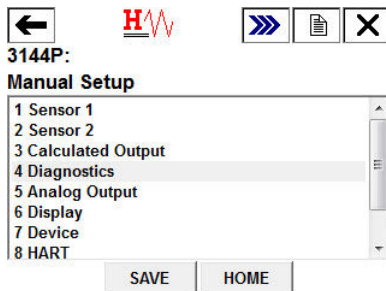 H
3144P:
Manual Setup
1 Sensor 1
2 Sensor 2
3 Calculated Output
4 Diagnostics
5 Analog Output
6 Display
7 Device
8 HART
SAVE HOME